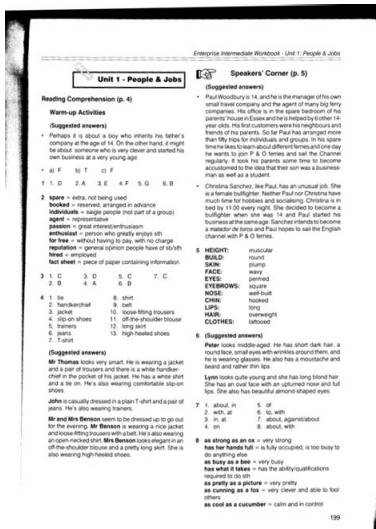 Enterprise Intermediate Workbook - Unit 1: People & Jobs
Unit 1 - People & Jobs
Reading Comprehension (p. 4)
Warm-up Activities
(Suggested answers)
• Perhaps it is about a boy who inherits his father's
company at the age of 14. On the other hand, it might
be about someone who is very clever and started his
own business at a very young age.
• a) F b) T c) F
1 1. D 2. A 3. E 4. F 5. G 6. B
2 spare = extra, not being used
booked = reserved, arranged in advance
individuals = single people (not part of a group)
agent = representative
passion = great interest/enthusiasm
enthusiast = person who greatly enjoys sth
for free = without having to pay, with no charge
reputation = general opinion people have of sb/sth
hired = employed
fact sheet = piece of paper containing information
3 1. C 3. D 5. C 7. C
2. B 4. A 6. B
4 1. tie 8. shirt
2. handkerchief 9. belt
3. jacket 10. loose-fitting trousers
4. slip-on shoes 11. off-the-shoulder blouse
5. trainers 12. long skirt
6. jeans 13. high-heeled shoes
7. T-shirt
(Suggested answers)
Mr Thomas looks very smart. He is wearing a jacket
and a pair of trousers and there is a white handker-
chief in the pocket of his jacket. He has a white shirt
and a tie on. He's also wearing comfortable slip-on
shoes.
John is casually dressed in a plain T-shirt and a pair of
jeans. He's also wearing trainers.
Mr and Mrs Benson seem to be dressed up to go out
for the evening. Mr Benson is wearing a nice jacket
and loose-fitting trousers with a belt. He's also wearing
an open-necked shirt. Mrs Benson looks elegant in an
off-the-shoulder blouse and a pretty long skirt. She is
also wearing high-heeled shoes.
Speakers' Corner (p. 5)
(Suggested answers)
• Paul Woodbury is 14, and he is the manager of his own
small travel company and the agent of many big ferry
companies. His office is in the spare bedroom of his
parents' house in Essex and he is helped by 6 other 14-
year-olds. His first customers were his neighbours and
friends of his parents. So far Paul has arranged more
than fifty trips for individuals and groups. In his spare
time he likes to learn about different ferries and one day
he wants to join P & O ferries and sail the Channel
regularly. It took his parents some time to become
accustomed to the idea that their son was a business-
man as well as a student.
• Christina Sanchez, like Paul, has an unusual job. She
is a female bullfighter. Neither Paul nor Christina have
much time for hobbies and socialising. Christina is in
bed by 11.00 every night. She decided to become a
bullfighter when she was 14 and Paul started his
business at the same age. Sanchez intends to become
a matador de toros and Paul hopes to sail the English
channel with P & O ferries.
5 HEIGHT: muscular
BUILD: round
SKIN: plump
FACE: wavy
EYES: permed
EYEBROWS: square
NOSE: well-built
CHIN: hooked
LIPS: long
HAIR: overweight
CLOTHES: tattooed
6 (Suggested answers)
Peter looks middle-aged. He has short dark hair, a
round face, small eyes with wrinkles around them, and
he is wearing glasses. He also has a moustache and
beard and rather thin lips.
Lynn looks quite young and she has long blond hair.
She has an oval face with an upturned nose and full
lips. She also has beautiful almond-shaped eyes.
7 1. about, in 5. of
2. with, at 6. to, with
3. in, at 7. about, against/about
4. on 8. about, with
8 as strong as an ox = very strong
has her hands full = is fully occupied, is too busy to
do anything else
as busy as a bee = very busy
has what it takes = has the ability/qualifications
required to do sth
as pretty as a picture = very pretty
as cunning as a fox = very clever and able to fool
others
as cool as a cucumber = calm and in control
199